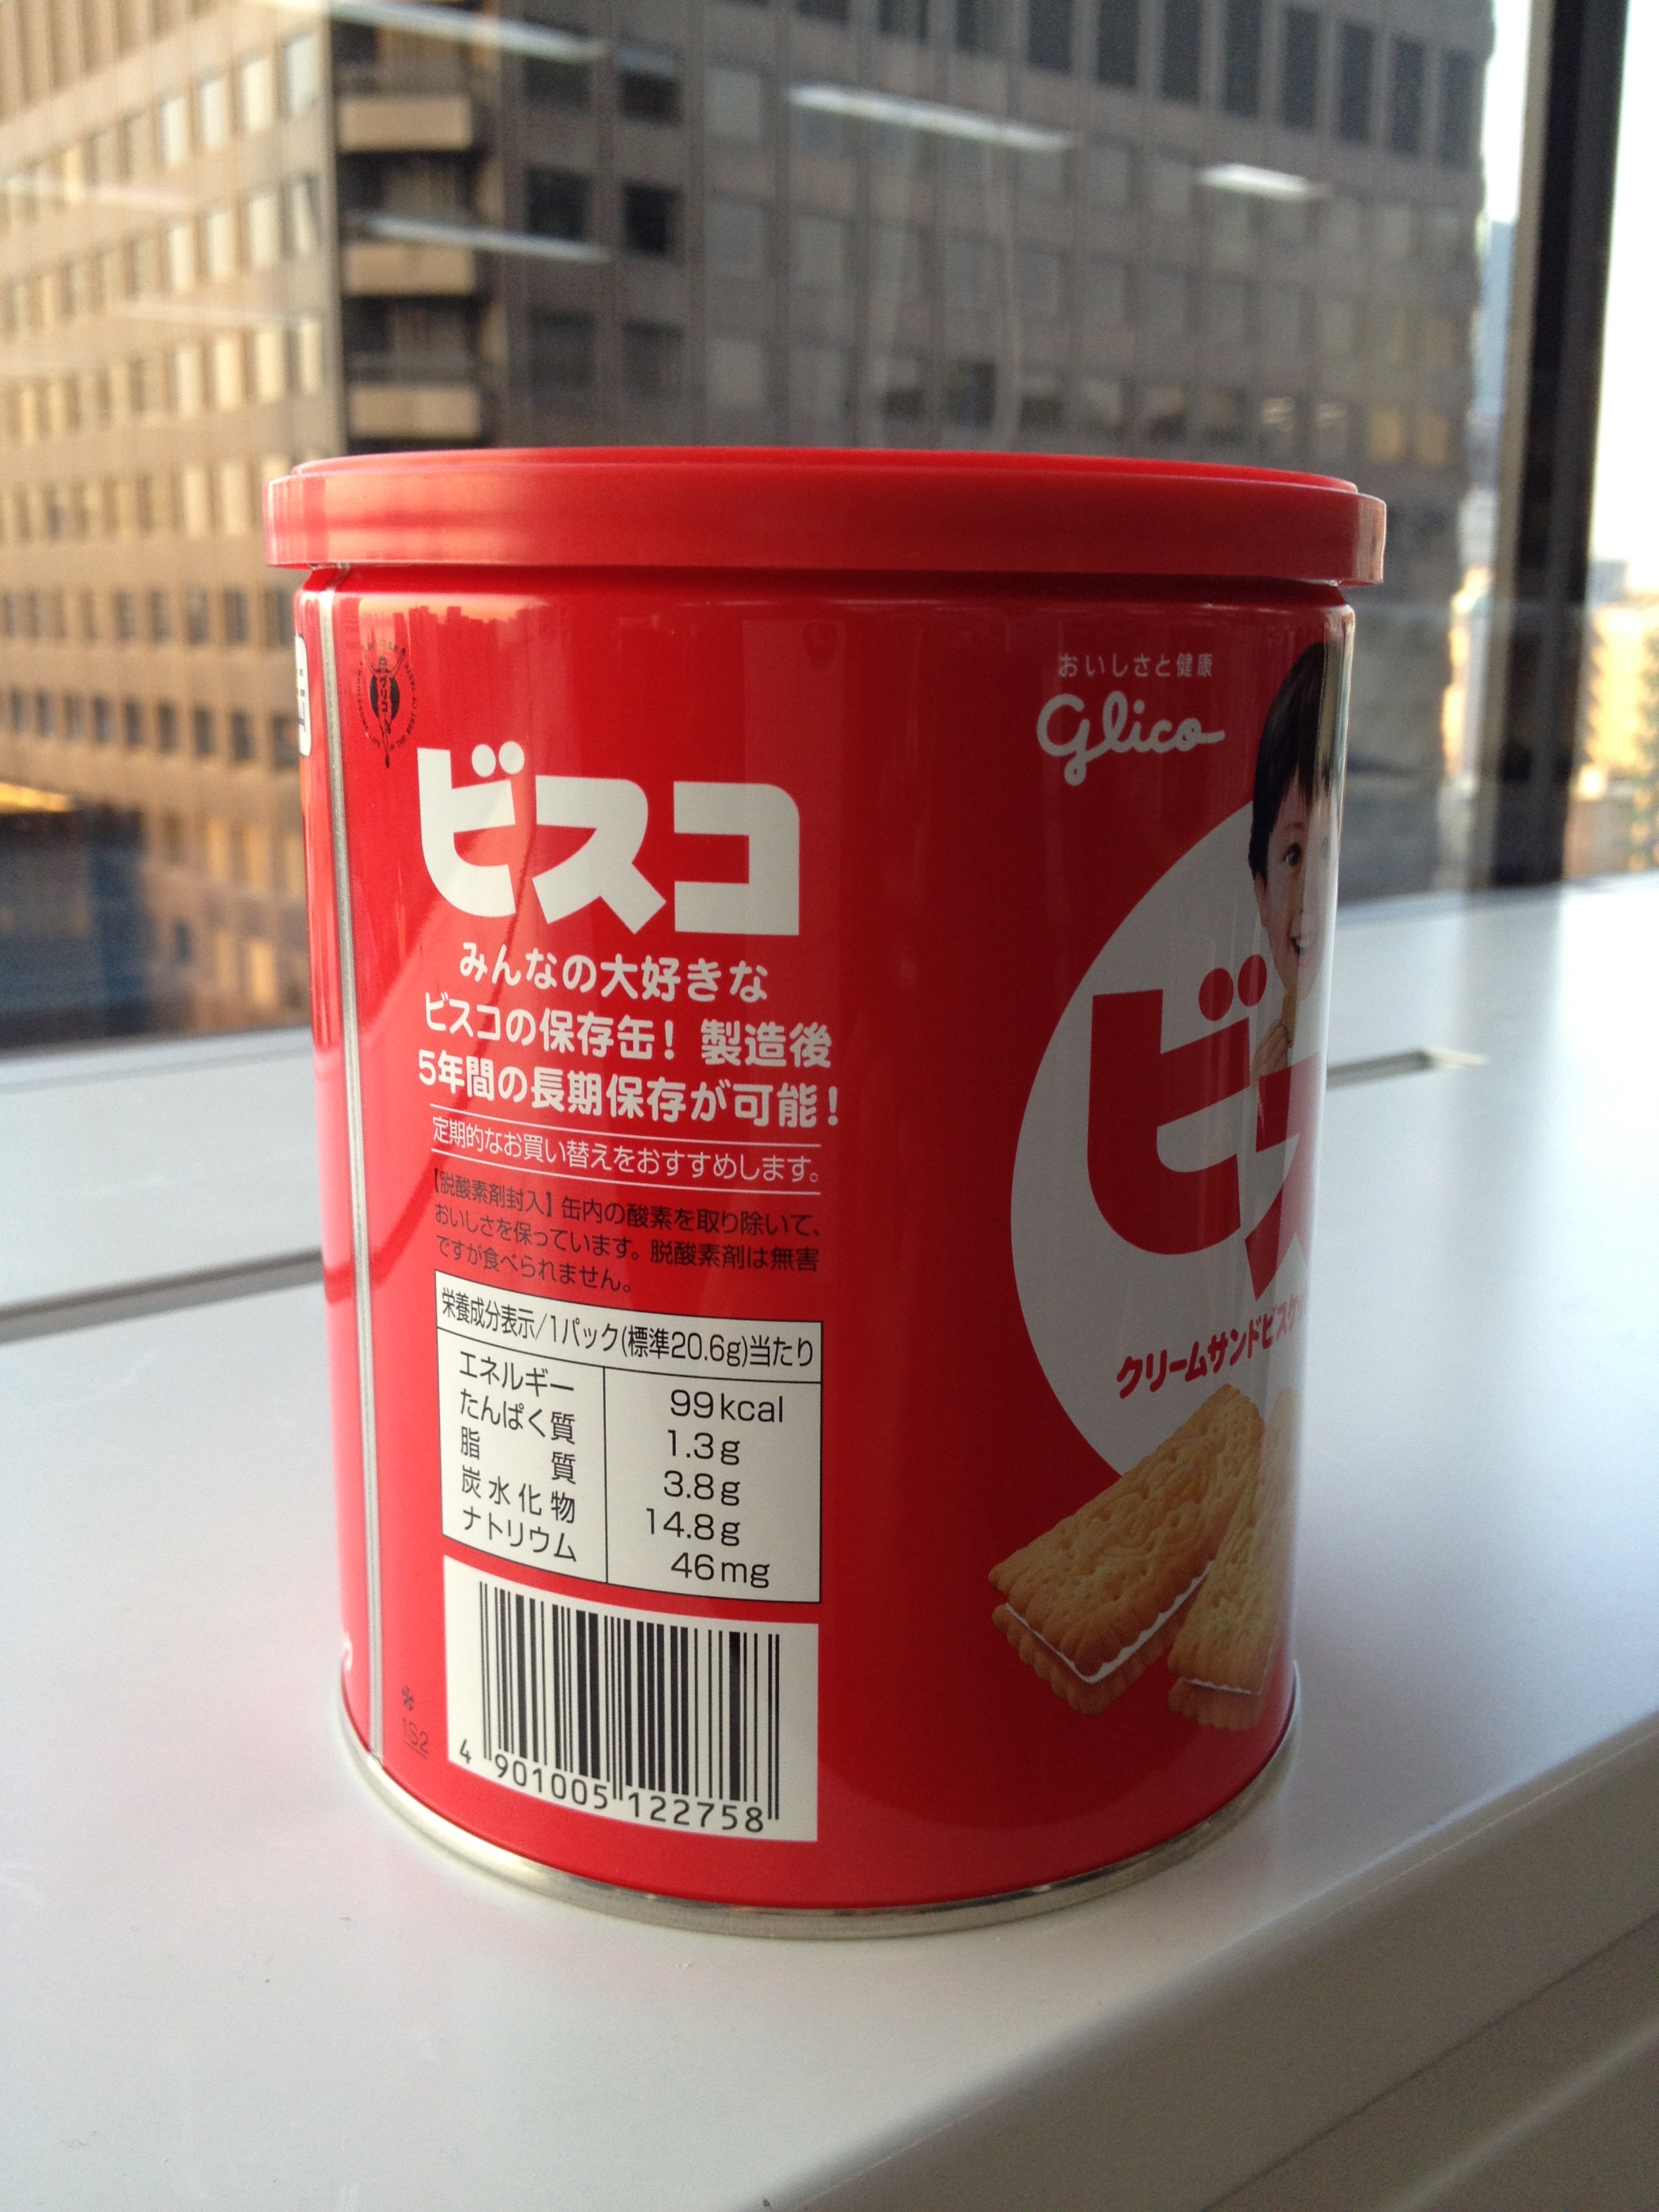 ビスコ
みんなの大好きな
ビスコの保存缶! 製造後
5年間の長期保存が可能!
定期的なお買い替えをおすすめします。
【脱酸素剤封入】缶内の酸素を取り除いて、
おいしさを保っています。脱酸素剤は無害
ですが食べられません。
栄養成分表示/1パック(標準20.6g)当たり
エネルギー 99kcal
たんぱく質 1.3g
脂質 3.8g
炭水化物 14.8g
ナトリウム 46mg
4 901005 122758
1S2
おいしさと健康
glico
ビス
クリームサンドビスケ
グリコ